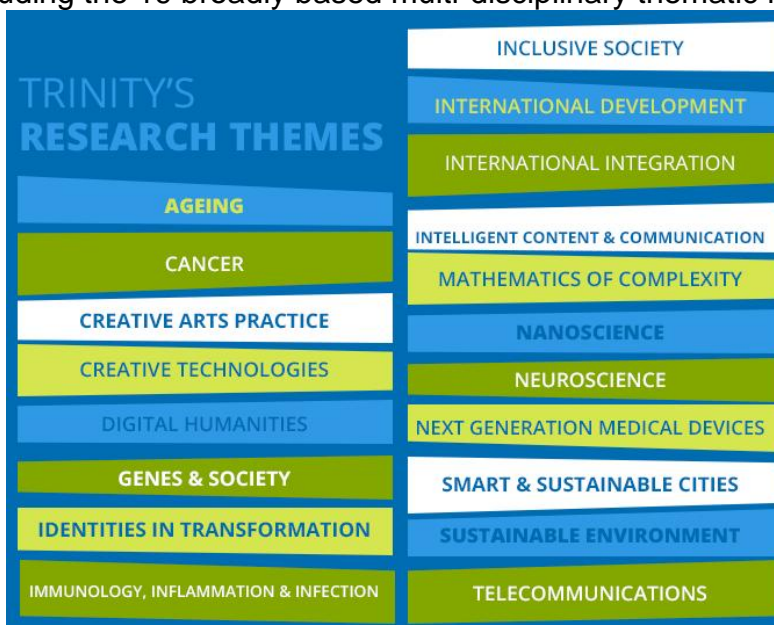 TRINITY'S
RESEARCH THEMES
AGEING
CANCER
CREATIVE ARTS PRACTICE
CREATIVE TECHNOLOGIES
DIGITAL HUMANITIES
GENES & SOCIETY
IDENTITIES IN TRANSFORMATION
IMMUNOLOGY, INFLAMMATION & INFECTION
INCLUSIVE SOCIETY
INTERNATIONAL DEVELOPMENT
INTERNATIONAL INTEGRATION
INTELLIGENT CONTENT & COMMUNICATION
MATHEMATICS OF COMPLEXITY
NANOSCIENCE
NEUROSCIENCE
NEXT GENERATION MEDICAL DEVICES
SMART & SUSTAINABLE CITIES
SUSTAINABLE ENVIRONMENT
TELECOMMUNICATIONS